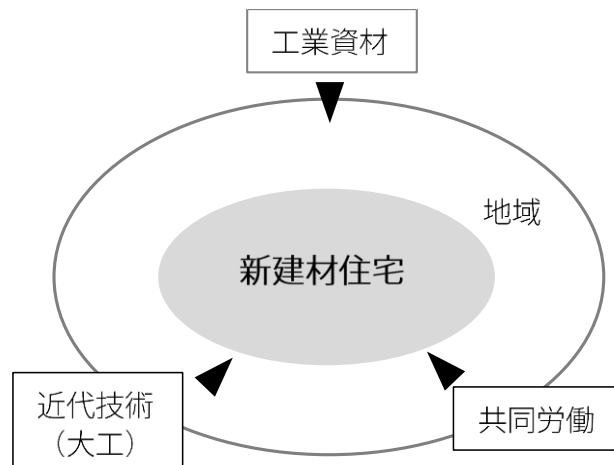 工業資材
地域
新建材住宅
近代技術
（大工）
共同労働